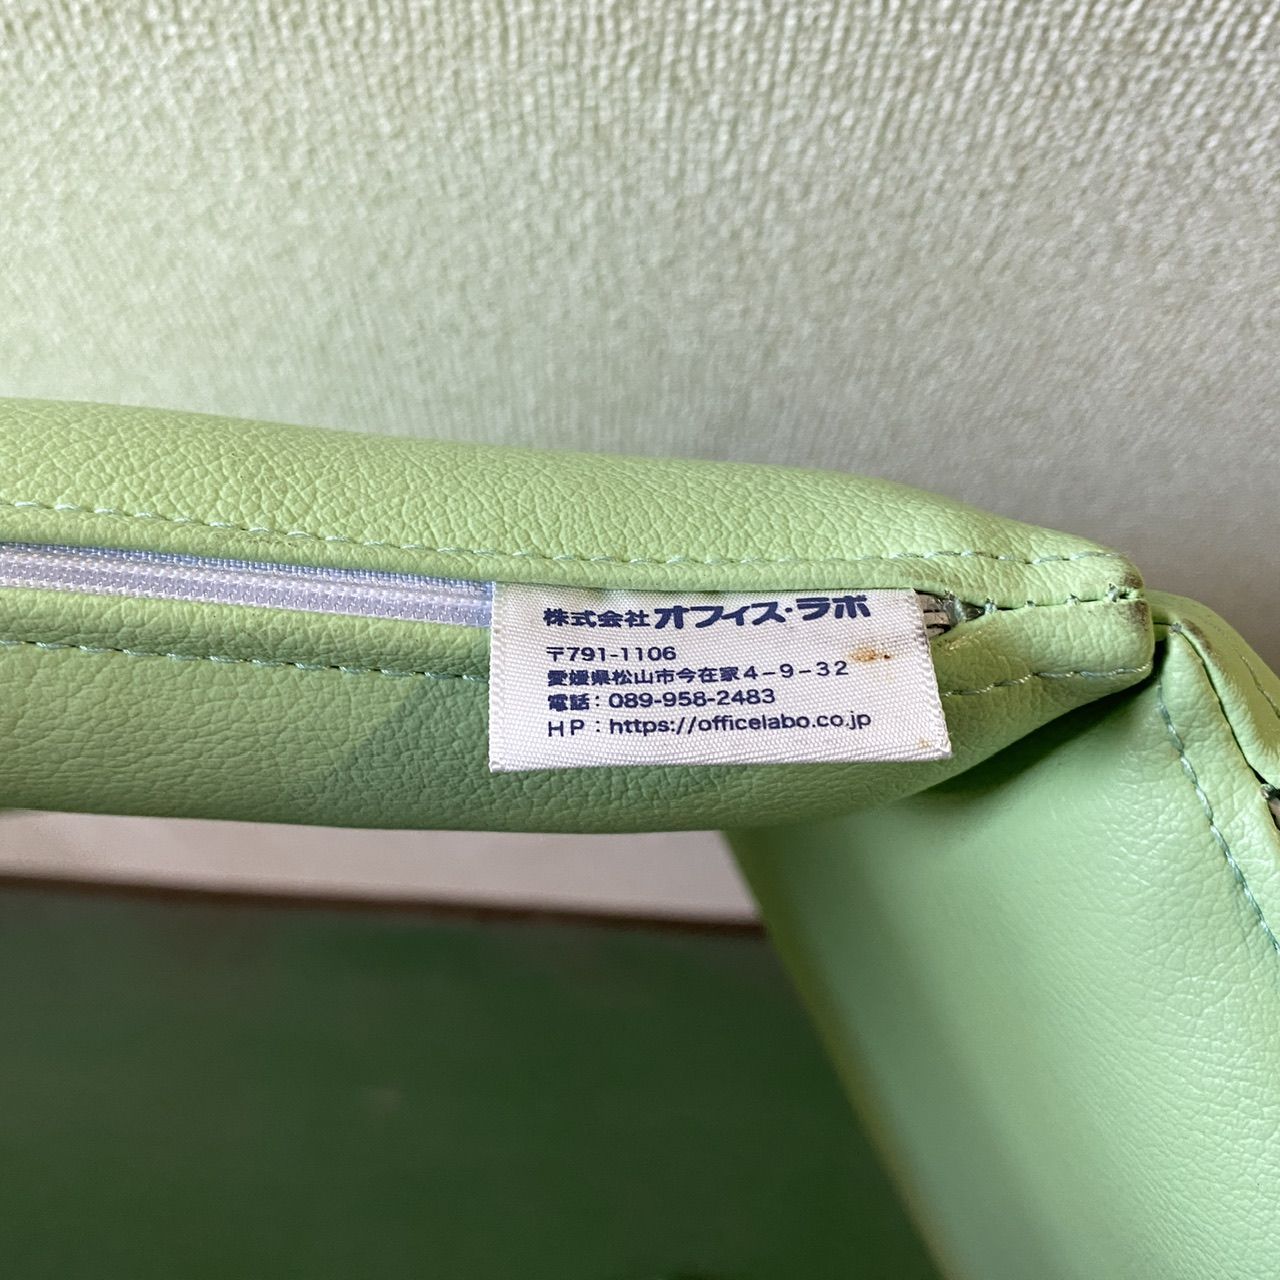 株式会社オフィス・ラボ
〒791-1106
愛媛県松山市今在家4-9-32
電話：089-958-2483
HP：https://officelabo.co.jp